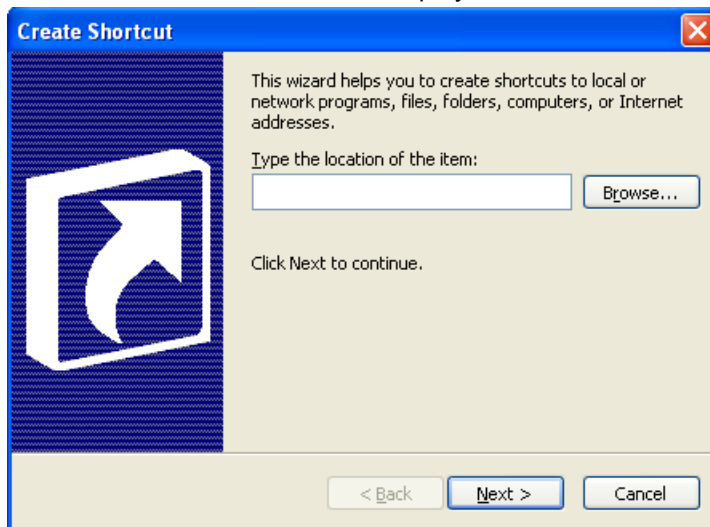 Create Shortcut
This wizard helps you to create shortcuts to local or
network programs, files, folders, computers, or Internet
addresses.
Type the location of the item:
Browse...
Click Next to continue.
< Back
Next >
Cancel